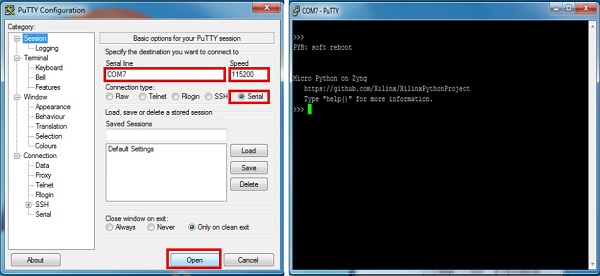 PuTTY Configuration
Category:
Session
Logging
Terminal
Keyboard
Bell
Features
Window
Appearance
Behaviour
Translation
Selection
Colours
Connection
Data
Proxy
Telnet
Rlogin
SSH
Serial
Basic options for your PuTTY session
Specify the destination you want to connect to
Serial line Speed
COM7 115200
Connection type:
Raw Telnet Rlogin SSH Serial
Load, save or delete a stored session
Saved Sessions
Default Settings
Load
Save
Delete
Close window on exit:
Always Never Only on clean exit
About Open Cancel
COM7 - PuTTY
>>>
PYB: soft reboot
Micro Python on Zynq
https://github.com/Xilinx/XilinxPythonProject
Type "help()" for more information.
>>>